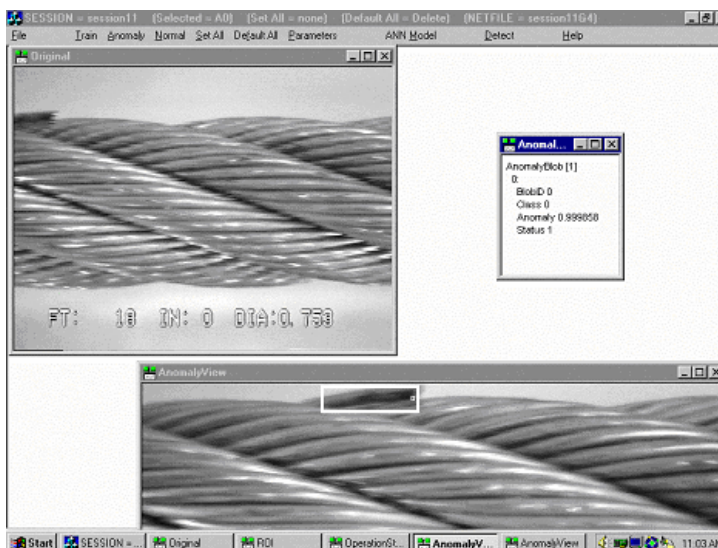 SESSION = session11 (Selected = A0) (Set All = none) (Default All = Delete) (NETFILE = session11G4)
File Train Anomaly Normal Set All Default All Parameters ANN Model Detect Help
Original
FT: 18 IN: 0 DIA:0.758
Anomal...
AnomalyBlob [1]
0:
BlobID 0
Class 0
Anomaly 0.999858
Status 1
AnomalyView
Start SESSION = ... Original ROI OperationSt... AnomalyV... AnomalyView 11:03 AM